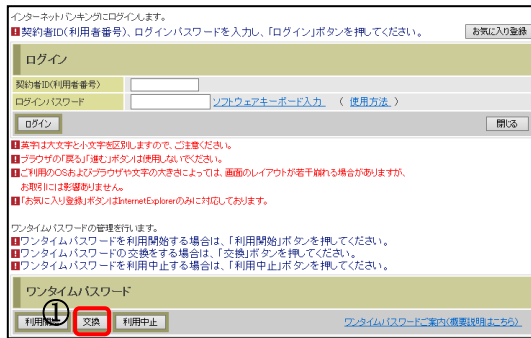 インターネットバンキングにログインします。
契約者ID(利用者番号)、ログインパスワードを入力し、「ログイン」ボタンを押してください。
お気に入り登録
ログイン
契約者ID(利用者番号)
ログインパスワード
ソフトウェアキーボード入力 ( 使用方法 )
ログイン
閉じる
英字は大文字と小文字を区別しますので、ご注意ください。
ブラウザの「戻る」「進む」ボタンは使用しないでください。
ご利用のOSおよびブラウザや文字の大きさによっては、画面のレイアウトが若干崩れる場合がありますが、
お取引には影響ありません。
「お気に入り登録」ボタンはInternetExplorerのみに対応しております。
ワンタイムパスワードの管理を行います。
ワンタイムパスワードを利用開始する場合は、「利用開始」ボタンを押してください。
ワンタイムパスワードの交換をする場合は、「交換」ボタンを押してください。
ワンタイムパスワードを利用中止する場合は、「利用中止」ボタンを押してください。
ワンタイムパスワード
①
利用開始 交換 利用中止
ワンタイムパスワードご案内(概要説明はこちら)